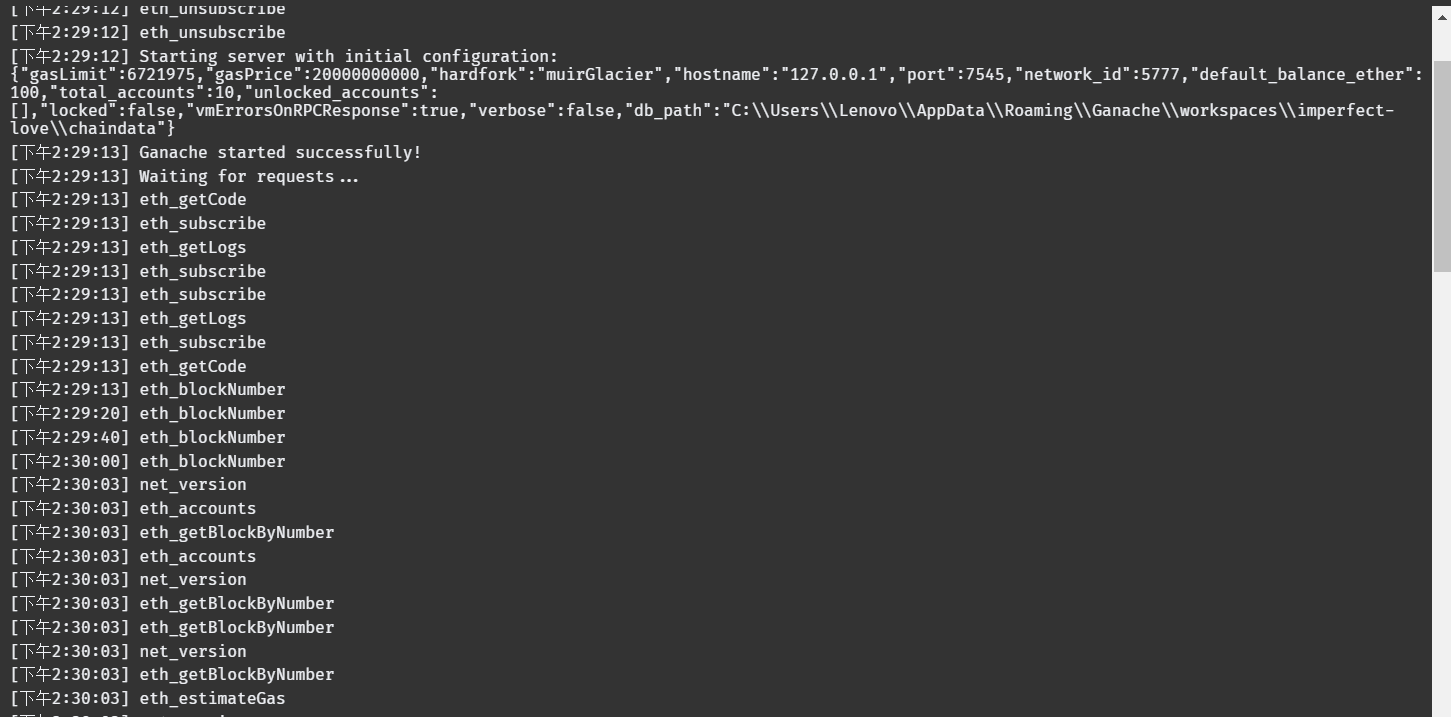 [下午2:29:12] eth_unsubscribe
[下午2:29:12] eth_unsubscribe
[下午2:29:12] Starting server with initial configuration:
{"gasLimit":6721975,"gasPrice":20000000000,"hardfork":"muirGlacier","hostname":"127.0.0.1","port":7545,"network_id":5777,"default_balance_ether":
100,"total_accounts":10,"unlocked_accounts":
[],"locked":false,"vmErrorsOnRPCResponse":true,"verbose":false,"db_path":"C:\\Users\\Lenovo\\AppData\\Roaming\\Ganache\\workspaces\\imperfect-
love\\chaindata"}
[下午2:29:13] Ganache started successfully!
[下午2:29:13] Waiting for requests...
[下午2:29:13] eth_getCode
[下午2:29:13] eth_subscribe
[下午2:29:13] eth_getLogs
[下午2:29:13] eth_subscribe
[下午2:29:13] eth_subscribe
[下午2:29:13] eth_getLogs
[下午2:29:13] eth_subscribe
[下午2:29:13] eth_getCode
[下午2:29:13] eth_blockNumber
[下午2:29:20] eth_blockNumber
[下午2:29:40] eth_blockNumber
[下午2:30:00] eth_blockNumber
[下午2:30:03] net_version
[下午2:30:03] eth_accounts
[下午2:30:03] eth_getBlockByNumber
[下午2:30:03] eth_accounts
[下午2:30:03] net_version
[下午2:30:03] eth_getBlockByNumber
[下午2:30:03] eth_getBlockByNumber
[下午2:30:03] net_version
[下午2:30:03] eth_getBlockByNumber
[下午2:30:03] eth_estimateGas